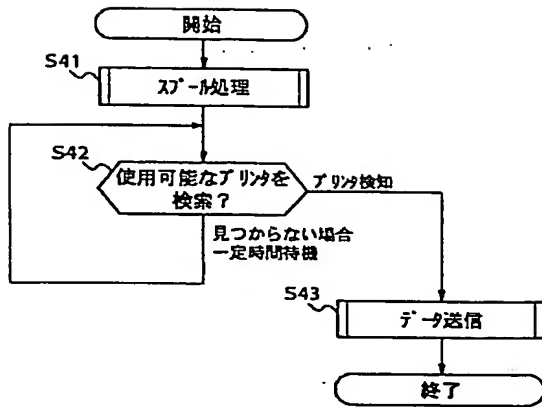 開始
S41
スプール処理
S42
使用可能なプリンタを
検索?
プリンタ検知
見つからない場合
一定時間待機
S43
データ送信
終了